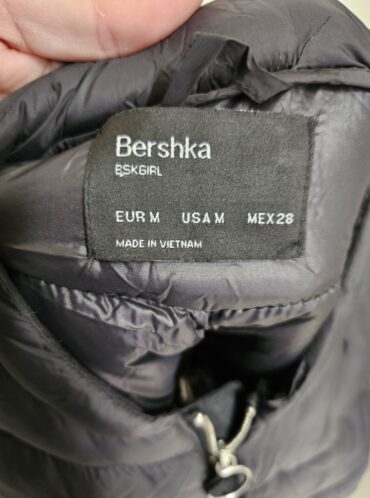 Bershka
BSKGIRL
EUR M USA M MEX 28
MADE IN VIETNAM